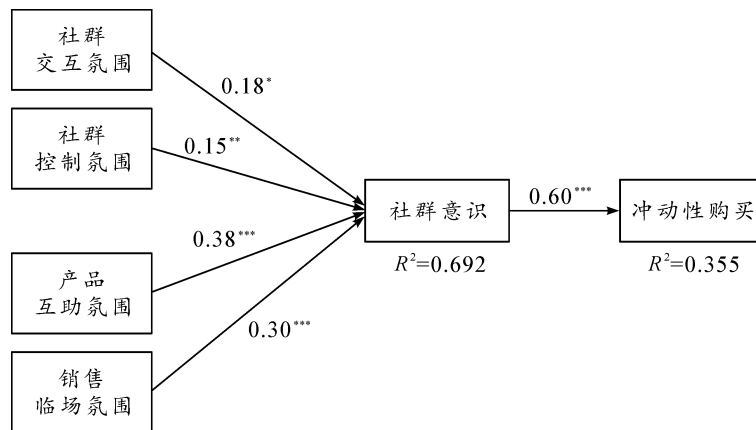 社群
交互氛围
0.18*
社群
控制氛围
0.15**
社群意识
0.60***
冲动性购买
R²=0.692
R²=0.355
0.38***
产品
互助氛围
0.30***
销售
临场氛围